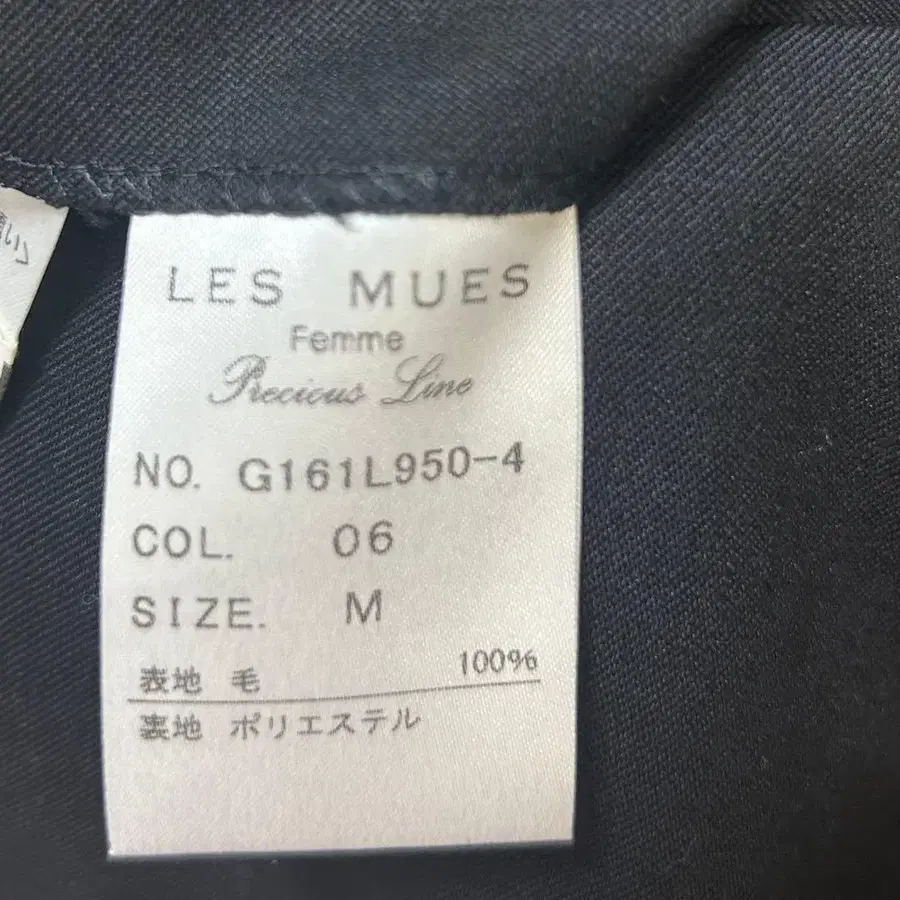 LES MUES
Femme
Precious Line
NO. G161L950-4
COL. 06
SIZE. M
表地 毛 100%
裏地 ポリエステル